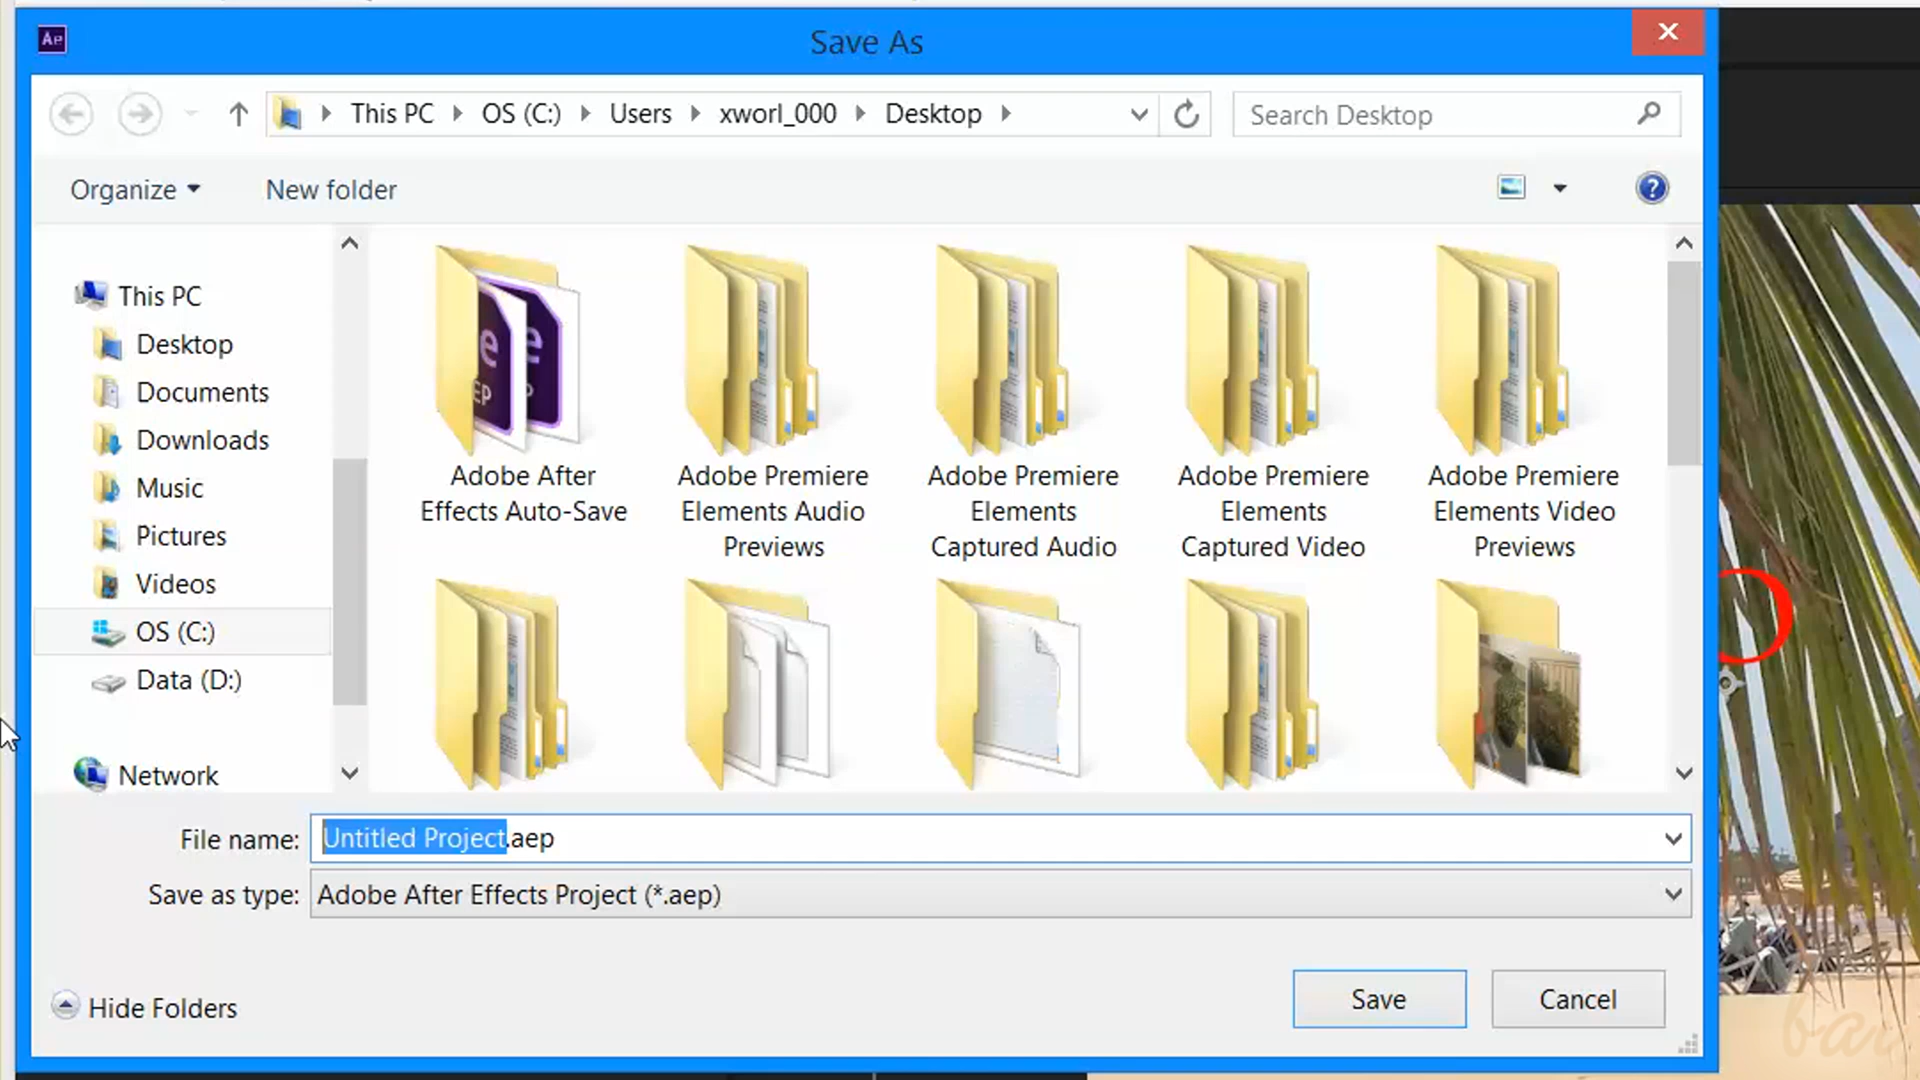 Ae
Save As
This PC
OS (C:)
Users
xworl_000
Desktop
Search Desktop
Organize
New folder
This PC
Desktop
Documents
Downloads
Music
Pictures
Videos
OS (C:)
Data (D:)
Network
Adobe After
Effects Auto-Save
Adobe Premiere
Elements Audio
Previews
Adobe Premiere
Elements
Captured Audio
Adobe Premiere
Elements
Captured Video
Adobe Premiere
Elements Video
Previews
File name:
Untitled Project.aep
Save as type:
Adobe After Effects Project (*.aep)
Hide Folders
Save
Cancel